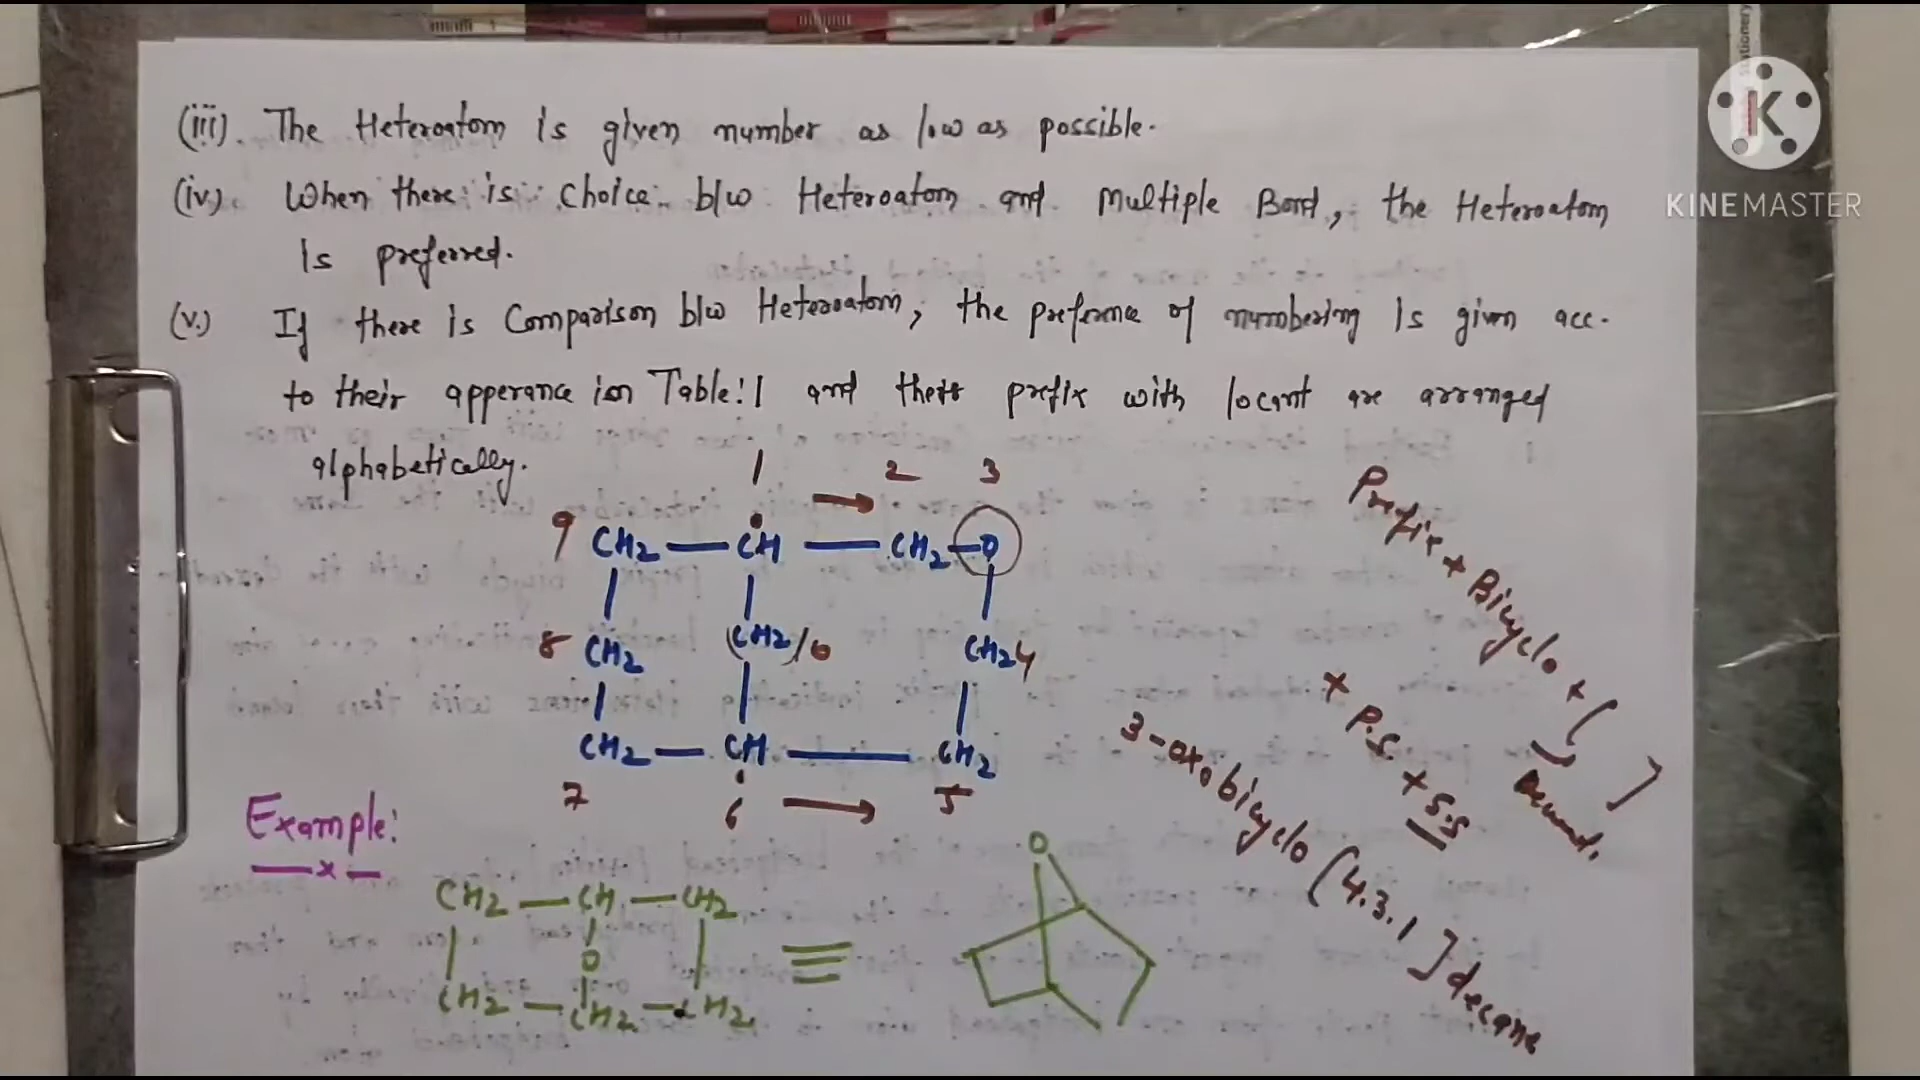 (iii). The Heteroatom is given number as low as possible.
(iv). When there is choice b/w Heteroatom and Multiple Bond, the Heteroatom
is preferred.
(v.) If there is Comparison b/w Heteroatom, the preference of numbering is given acc.
to their apperance ion Table:1 and their prefix with locant are arranged
alphabetically.
1 2 3
9 CH2 — CH — CH2 — O
8 CH2 CH2 10 CH2 4
CH2 — CH — CH2
7 6 5
Prefix + Bicyclo + [ ]
+ P.S. + S.S
3-oxobicyclo [4.3.1] decane
Example:
CH2 — CH — CH2
O
CH2 — CH2 — CH2
O
KINEMASTER
K
stationery